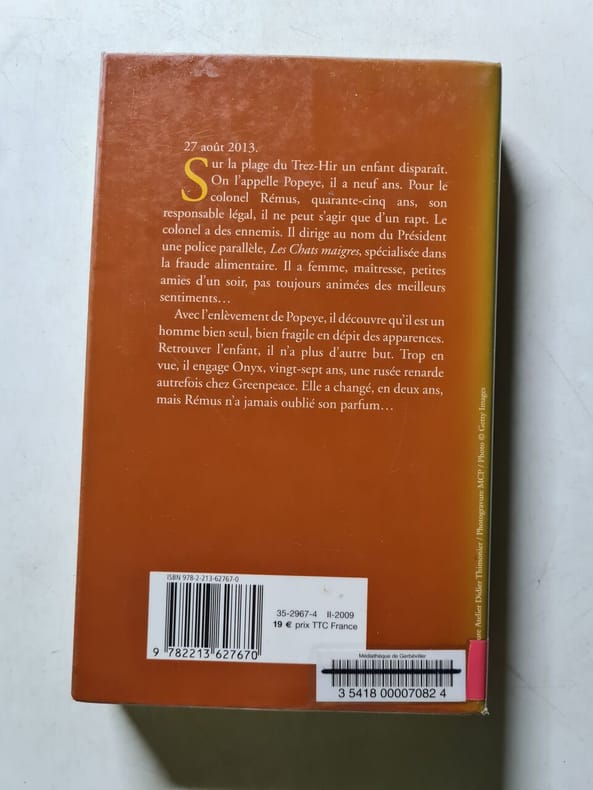 27 août 2013.
Sur la plage du Trez-Hir un enfant disparaît.
On l'appelle Popeye, il a neuf ans. Pour le
colonel Rémus, quarante-cinq ans, son
responsable légal, il ne peut s'agir que d'un rapt. Le
colonel a des ennemis. Il dirige au nom du Président
une police parallèle, Les Chats maigres, spécialisée dans
la fraude alimentaire. Il a femme, maîtresse, petites
amies d'un soir, pas toujours animées des meilleurs
sentiments…
Avec l'enlèvement de Popeye, il découvre qu'il est un
homme bien seul, bien fragile en dépit des apparences.
Retrouver l'enfant, il n'a plus d'autre but. Trop en
vue, il engage Onyx, vingt-sept ans, une rusée renarde
autrefois chez Greenpeace. Elle a changé, en deux ans,
mais Rémus n'a jamais oublié son parfum…
Atelier Didier Thimonier / Photogravure MCP / Photo © Getty Images
ISBN 978-2-213-62767-0
35-2967-4 II-2009
19 € prix TTC France
9 782213 627670
Médiathèque de Gerbéviller
3 5418 00007082 4